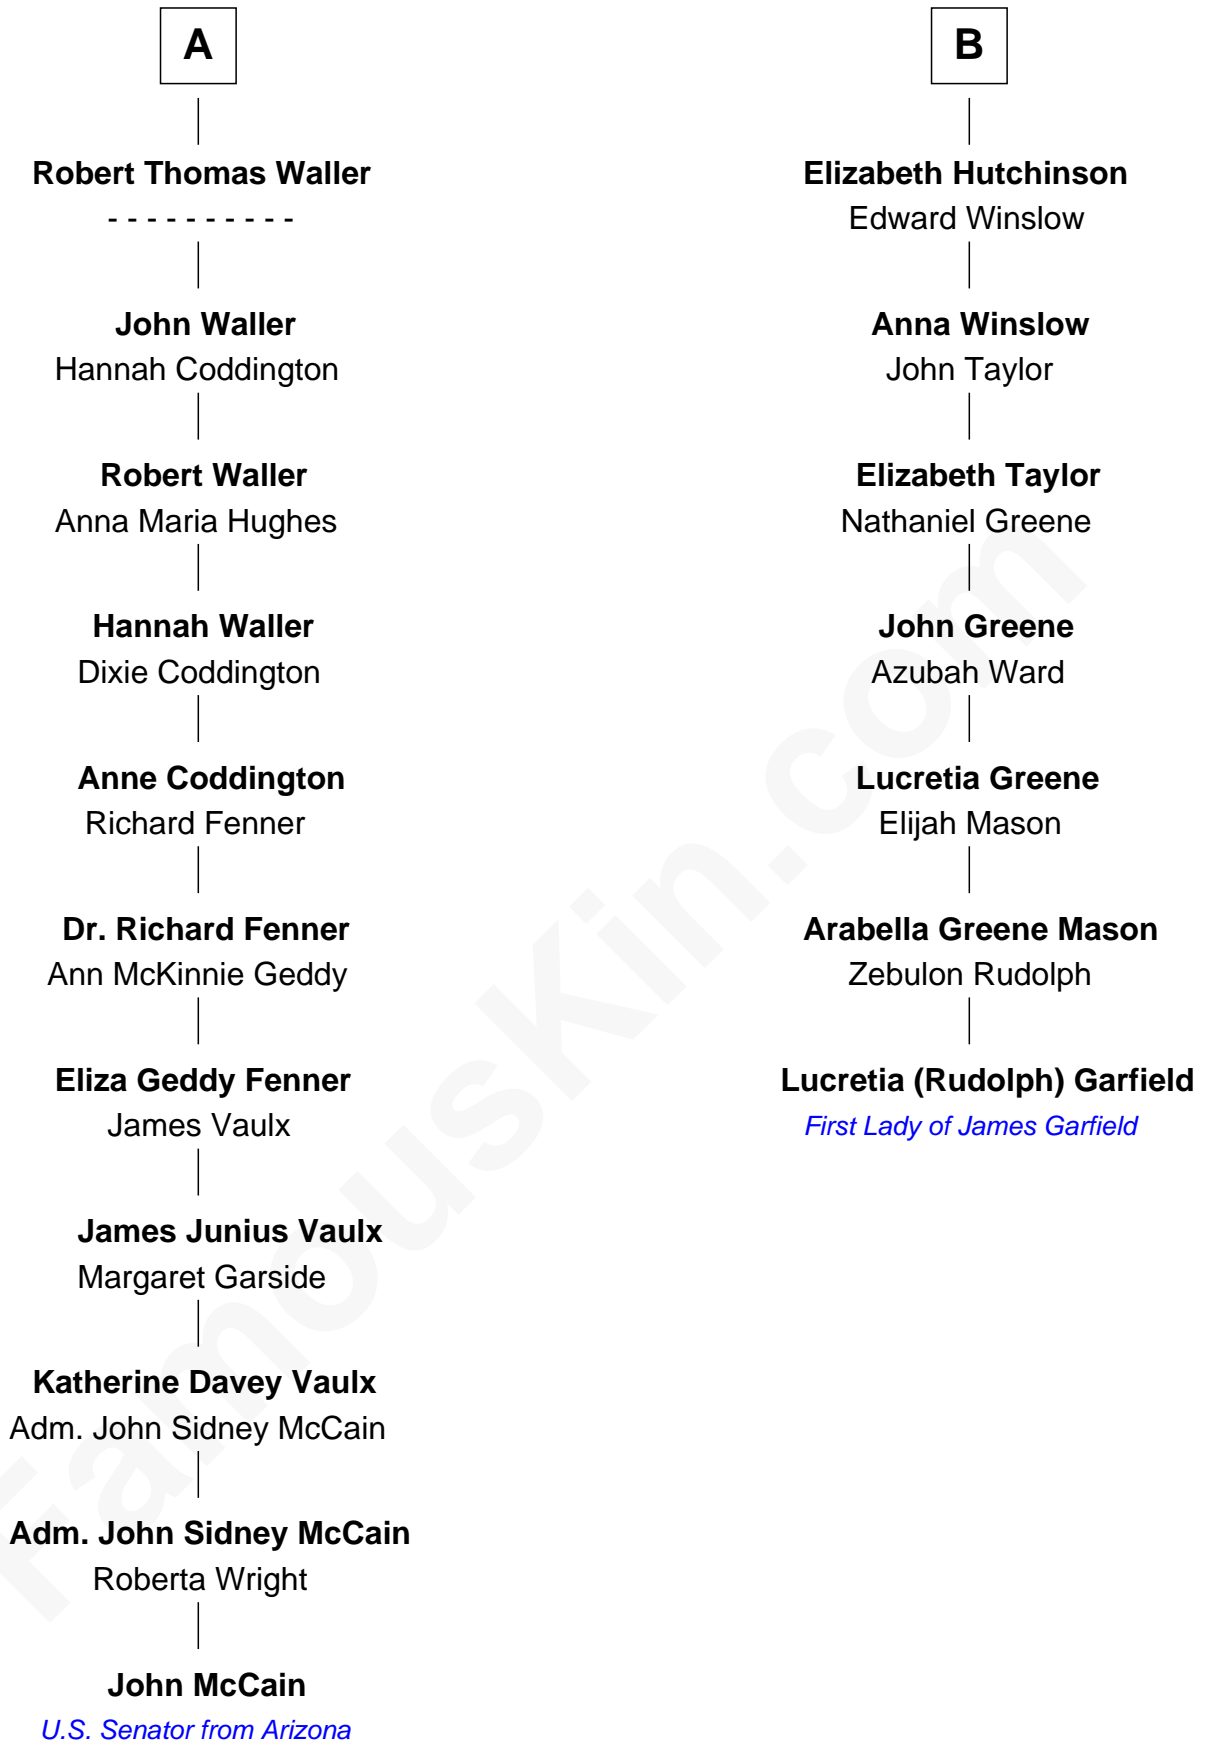 A
Robert Thomas Waller
- - - - - - - - - -
John Waller
Hannah Coddington
Robert Waller
Anna Maria Hughes
Hannah Waller
Dixie Coddington
Anne Coddington
Richard Fenner
Dr. Richard Fenner
Ann McKinnie Geddy
Eliza Geddy Fenner
James Vaulx
James Junius Vaulx
Margaret Garside
Katherine Davey Vaulx
Adm. John Sidney McCain
Adm. John Sidney McCain
Roberta Wright
John McCain
U.S. Senator from Arizona
B
Elizabeth Hutchinson
Edward Winslow
Anna Winslow
John Taylor
Elizabeth Taylor
Nathaniel Greene
John Greene
Azubah Ward
Lucretia Greene
Elijah Mason
Arabella Greene Mason
Zebulon Rudolph
Lucretia (Rudolph) Garfield
First Lady of James Garfield
FamousKin.com